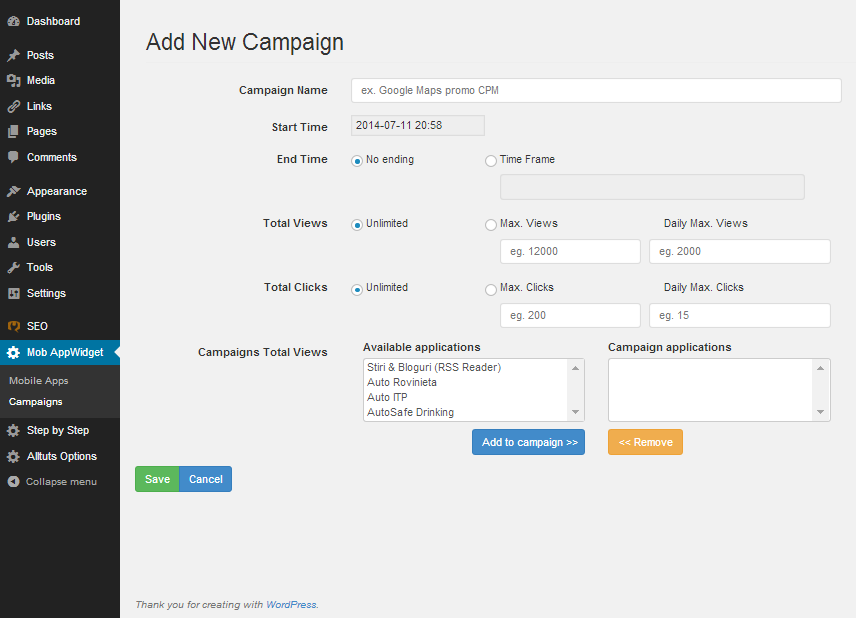 Dashboard
Posts
Media
Links
Pages
Comments
Appearance
Plugins
Users
Tools
Settings
SEO
Mob AppWidget
Mobile Apps
Campaigns
Step by Step
Alltuts Options
Collapse menu
Add New Campaign
Campaign Name ex. Google Maps promo CPM
Start Time 2014-07-11 20:58
End Time No ending Time Frame
Total Views Unlimited Max. Views Daily Max. Views
eg. 12000 eg. 2000
Total Clicks Unlimited Max. Clicks Daily Max. Clicks
eg. 200 eg. 15
Campaigns Total Views Available applications Campaign applications
Stiri & Bloguri (RSS Reader)
Auto Rovinieta
Auto ITP
AutoSafe Drinking
Add to campaign >> << Remove
Save Cancel
Thank you for creating with WordPress.